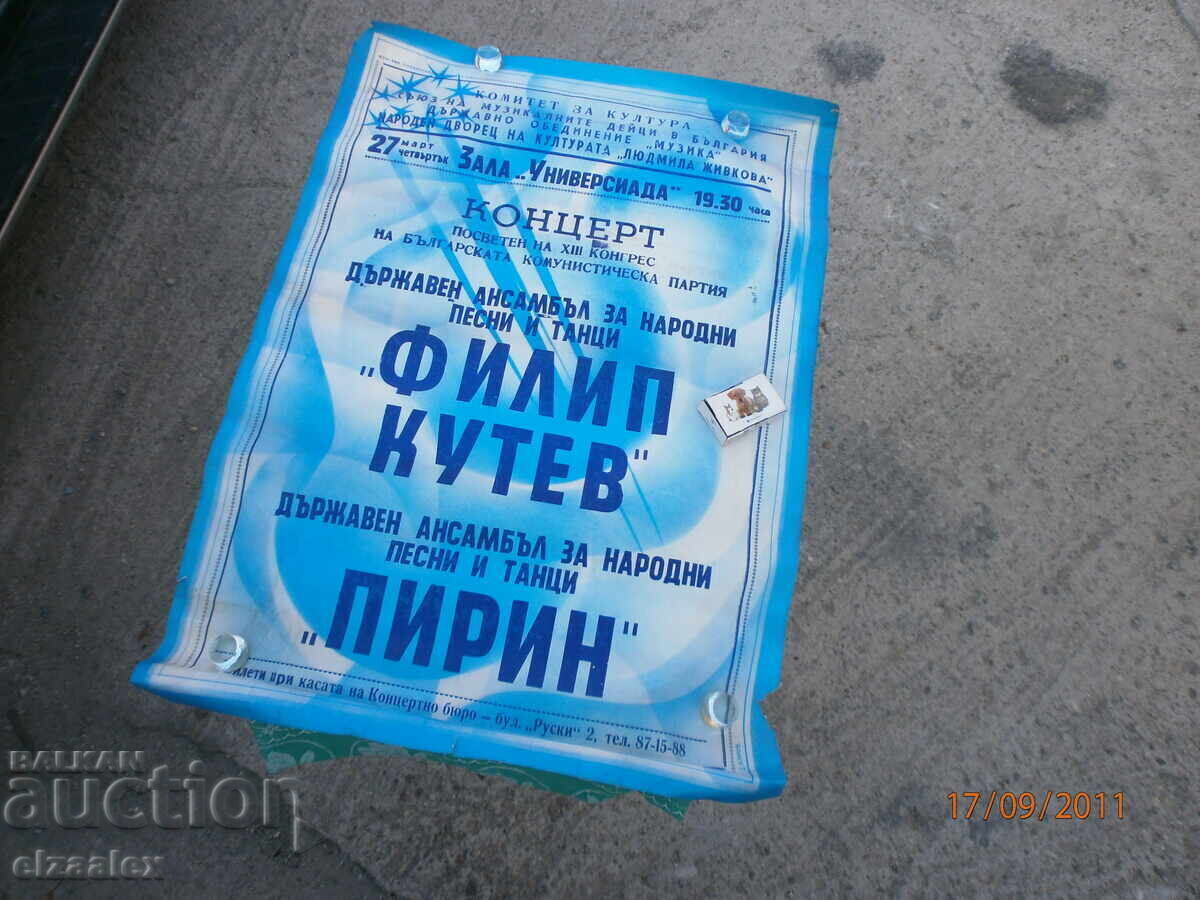 КОМИТЕТ ЗА КУЛТУРА
СЪЮЗ НА МУЗИКАЛНИТЕ ДЕЙЦИ В БЪЛГАРИЯ
ДЪРЖАВНО ОБЕДИНЕНИЕ „МУЗИКА"
НАРОДЕН ДВОРЕЦ НА КУЛТУРАТА „ЛЮДМИЛА ЖИВКОВА"
27 МАРТ ЧЕТВЪРТЪК ЗАЛА „УНИВЕРСИАДА" 19.30 часа
КОНЦЕРТ
ПОСВЕТЕН НА XIII КОНГРЕС
НА БЪЛГАРСКАТА КОМУНИСТИЧЕСКА ПАРТИЯ
ДЪРЖАВЕН АНСАМБЪЛ ЗА НАРОДНИ
ПЕСНИ И ТАНЦИ
„ФИЛИП
КУТЕВ"
ДЪРЖАВЕН АНСАМБЪЛ ЗА НАРОДНИ
ПЕСНИ И ТАНЦИ
„ПИРИН"
Билети при касата на Концертно бюро – бул. „Руски" 2, тел. 87-15-88
BALKAN
auction
elzaalex
17/09/2011